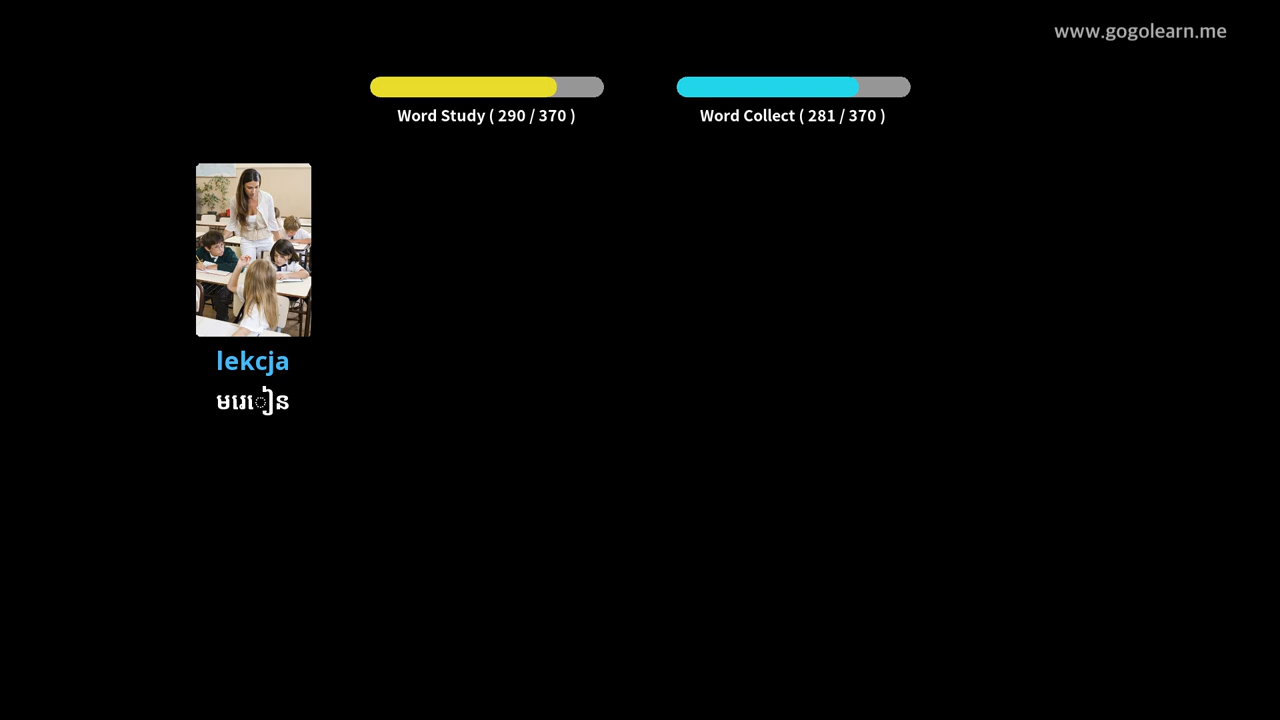 www.gogolearn.me
Word Study ( 290 / 370 )
Word Collect ( 281 / 370 )
lekcja
មរេៀន